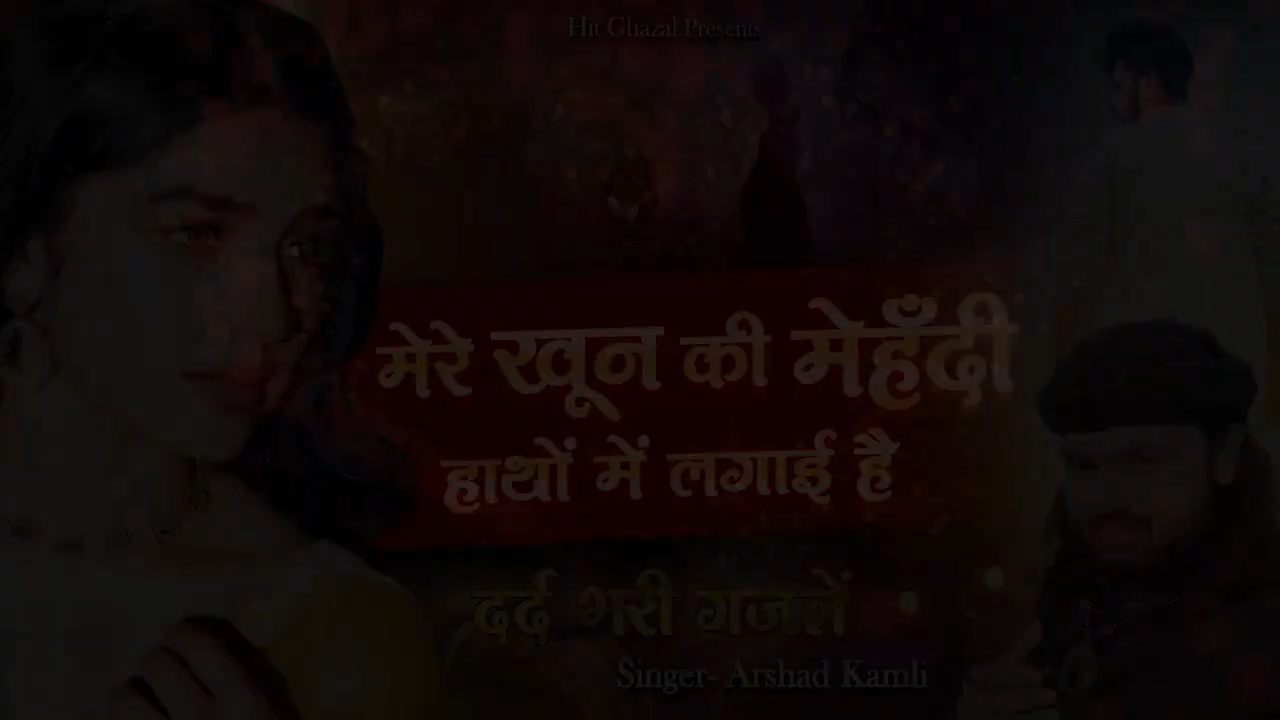 Hit Ghazal Presents
मेरे खून की मेहँदी
हाथों में लगाई है
दर्द भरी गजलें
Singer- Arshad Kamli